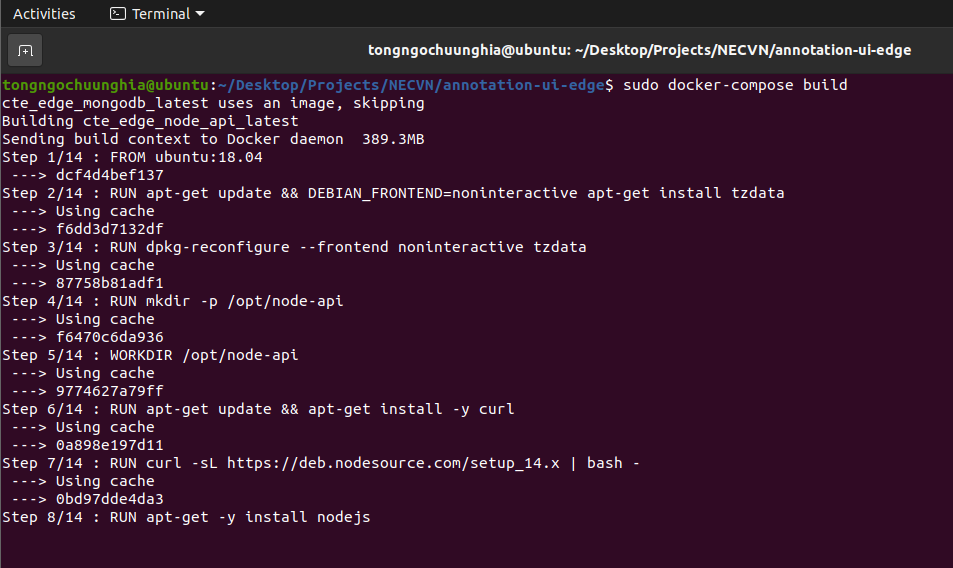 Activities Terminal
tongngochuunghia@ubuntu: ~/Desktop/Projects/NECVN/annotation-ui-edge
tongngochuunghia@ubuntu:~/Desktop/Projects/NECVN/annotation-ui-edge$ sudo docker-compose build
cte_edge_mongodb_latest uses an image, skipping
Building cte_edge_node_api_latest
Sending build context to Docker daemon  389.3MB
Step 1/14 : FROM ubuntu:18.04
 ---> dcf4d4bef137
Step 2/14 : RUN apt-get update && DEBIAN_FRONTEND=noninteractive apt-get install tzdata
 ---> Using cache
 ---> f6dd3d7132df
Step 3/14 : RUN dpkg-reconfigure --frontend noninteractive tzdata
 ---> Using cache
 ---> 87758b81adf1
Step 4/14 : RUN mkdir -p /opt/node-api
 ---> Using cache
 ---> f6470c6da936
Step 5/14 : WORKDIR /opt/node-api
 ---> Using cache
 ---> 9774627a79ff
Step 6/14 : RUN apt-get update && apt-get install -y curl
 ---> Using cache
 ---> 0a898e197d11
Step 7/14 : RUN curl -sL https://deb.nodesource.com/setup_14.x | bash -
 ---> Using cache
 ---> 0bd97dde4da3
Step 8/14 : RUN apt-get -y install nodejs